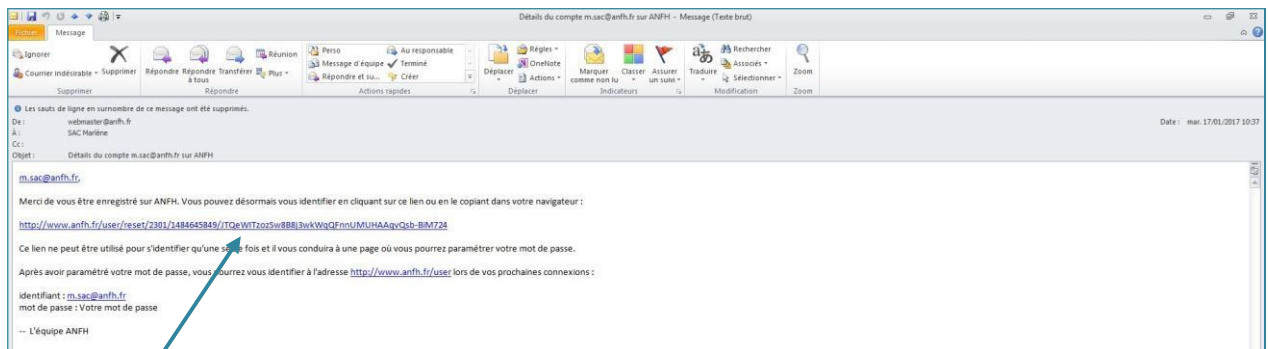 Détails du compte m.sac@anfh.fr sur ANFH - Message (Texte brut)
Fichier Message
Ignorer
Courrier indésirable
Supprimer
Répondre
Répondre à tous
Transférer
Réunion
Plus
Perso
Message d'équipe
Répondre et su...
Au responsable
Terminé
Créer
Déplacer
Règles
OneNote
Actions
Marquer comme non lu
Classer
Assurer un suivi
Traduire
Rechercher
Associés
Sélectionner
Zoom
Supprimer Répondre Actions rapides Déplacer Indicateurs Modification Zoom
Les sauts de ligne en surnombre de ce message ont été supprimés.
De : webmaster@anfh.fr Date : mar. 17/01/2017 10:37
À : SAC Marlène
Cc :
Objet : Détails du compte m.sac@anfh.fr sur ANFH
m.sac@anfh.fr,
Merci de vous être enregistré sur ANFH. Vous pouvez désormais vous identifier en cliquant sur ce lien ou en le copiant dans votre navigateur :
http://www.anfh.fr/user/reset/2301/1484645849/JTQeWITzozSw8B8j3wkWqQFnnUMUHAAqvQsb-BiM724
Ce lien ne peut être utilisé pour s'identifier qu'une seule fois et il vous conduira à une page où vous pourrez paramétrer votre mot de passe.
Après avoir paramétré votre mot de passe, vous pourrez vous identifier à l'adresse http://www.anfh.fr/user lors de vos prochaines connexions :
identifiant : m.sac@anfh.fr
mot de passe : Votre mot de passe
-- L'équipe ANFH